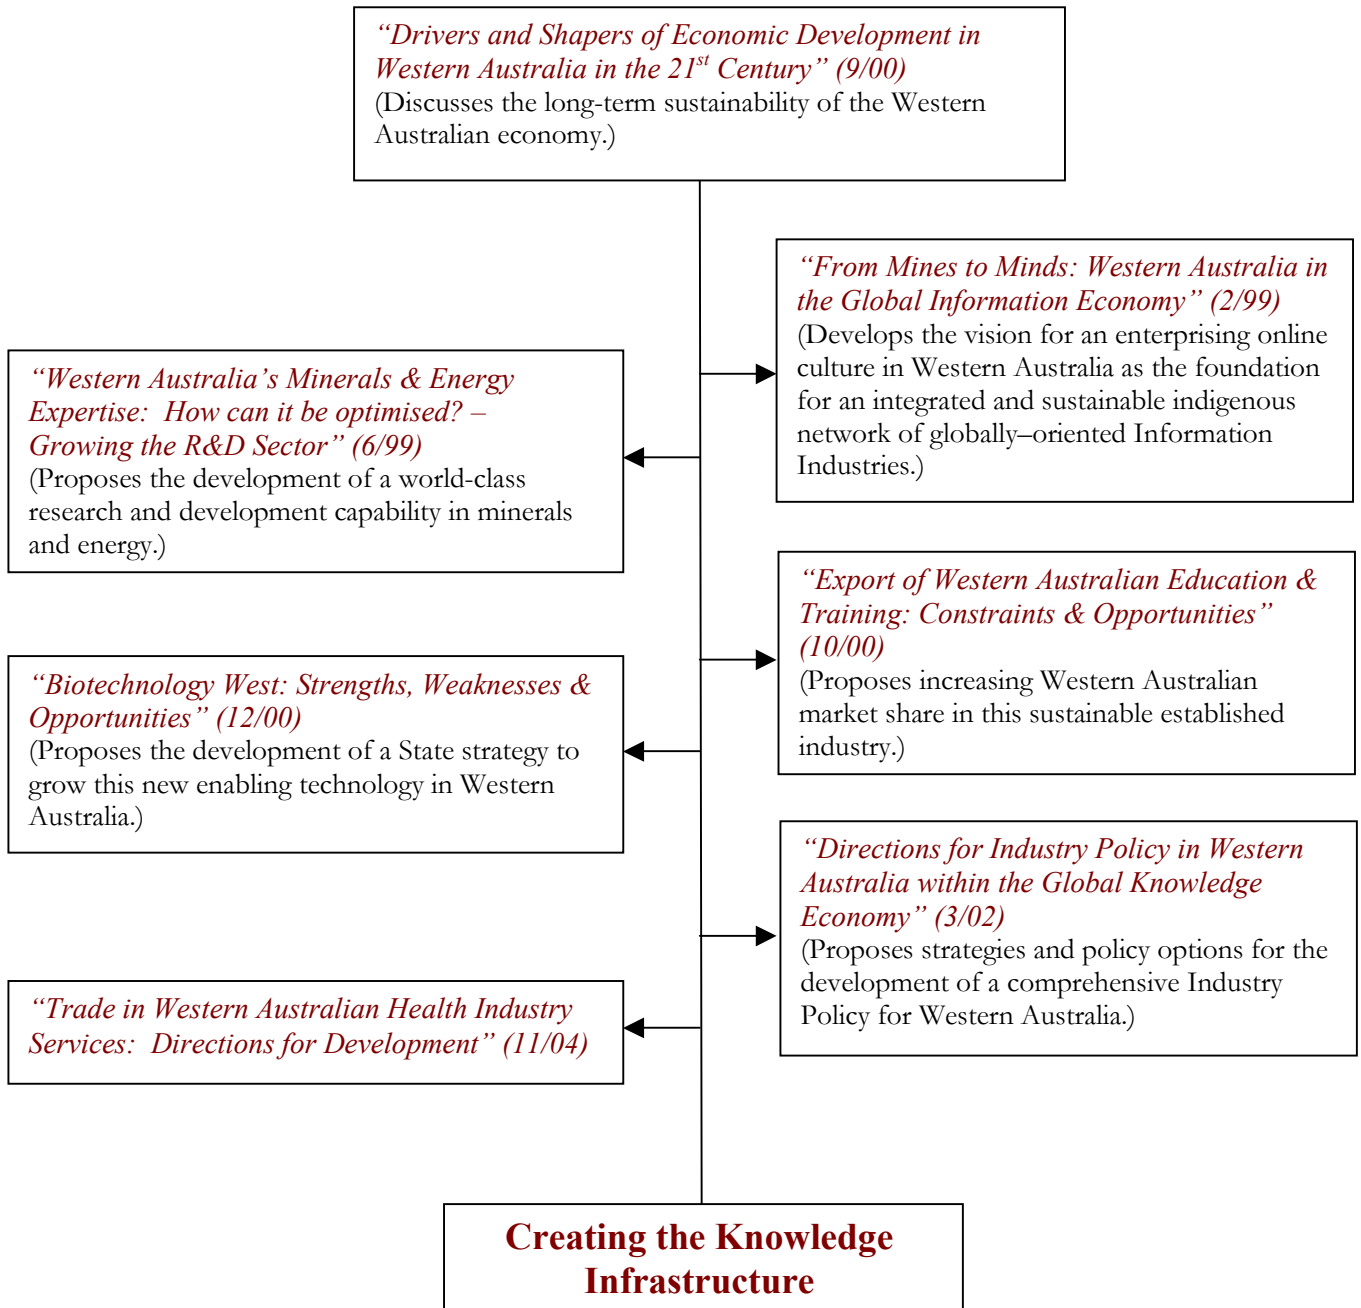 “Drivers and Shapers of Economic Development in
Western Australia in the 21st Century” (9/00)
(Discusses the long-term sustainability of the Western
Australian economy.)
“From Mines to Minds: Western Australia in
the Global Information Economy” (2/99)
(Develops the vision for an enterprising online
culture in Western Australia as the foundation
for an integrated and sustainable indigenous
network of globally–oriented Information
Industries.)
“Western Australia’s Minerals & Energy
Expertise:  How can it be optimised? –
Growing the R&D Sector” (6/99)
(Proposes the development of a world-class
research and development capability in minerals
and energy.)
“Export of Western Australian Education &
Training: Constraints & Opportunities”
(10/00)
(Proposes increasing Western Australian
market share in this sustainable established
industry.)
“Biotechnology West: Strengths, Weaknesses &
Opportunities” (12/00)
(Proposes the development of a State strategy to
grow this new enabling technology in Western
Australia.)
“Directions for Industry Policy in Western
Australia within the Global Knowledge
Economy” (3/02)
(Proposes strategies and policy options for the
development of a comprehensive Industry
Policy for Western Australia.)
“Trade in Western Australian Health Industry
Services:  Directions for Development” (11/04)
Creating the Knowledge
Infrastructure